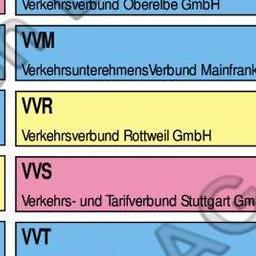 Verkehrsverbund Oberelbe GmbH
VVM
VerkehrsunterehmensVerbund Mainfrank
VVR
Verkehrsverbund Rottweil GmbH
VVS
Verkehrs- und Tarifverbund Stuttgart Gm
VVT